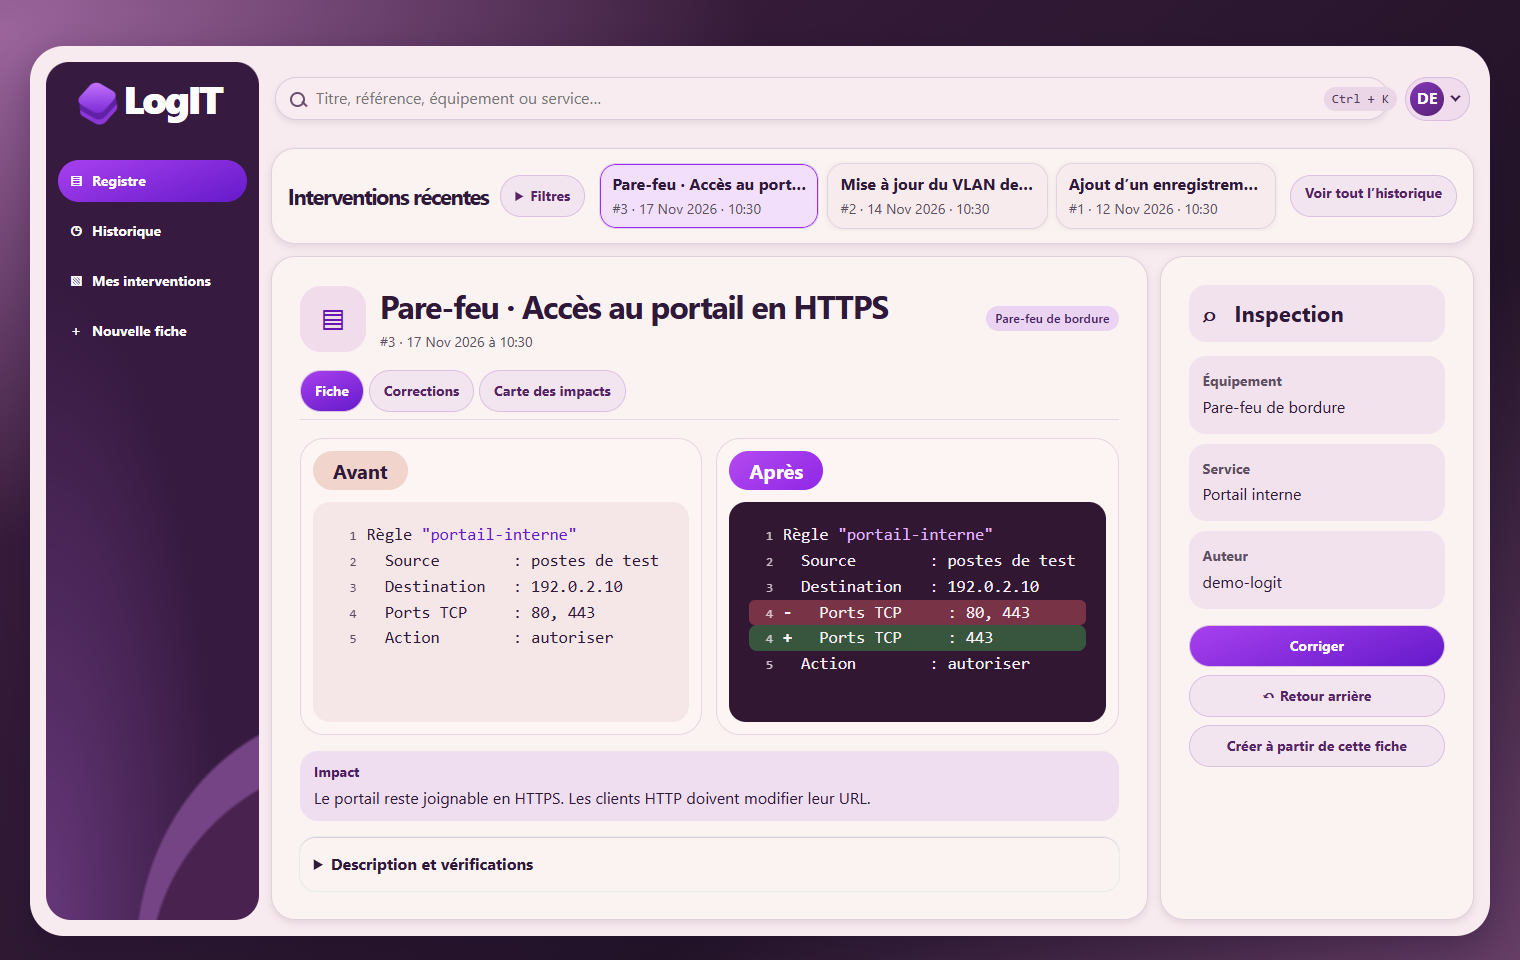 LogIT
Titre, référence, équipement ou service...
Ctrl + K
DE
Registre
Historique
Mes interventions
+ Nouvelle fiche
Interventions récentes
Filtres
Pare-feu · Accès au port...
#3 · 17 Nov 2026 · 10:30
Mise à jour du VLAN de...
#2 · 14 Nov 2026 · 10:30
Ajout d'un enregistrem...
#1 · 12 Nov 2026 · 10:30
Voir tout l'historique
Pare-feu · Accès au portail en HTTPS
#3 · 17 Nov 2026 à 10:30
Pare-feu de bordure
Fiche
Corrections
Carte des impacts
Avant
1 Règle "portail-interne"
2 Source : postes de test
3 Destination : 192.0.2.10
4 Ports TCP : 80, 443
5 Action : autoriser
Après
1 Règle "portail-interne"
2 Source : postes de test
3 Destination : 192.0.2.10
4 - Ports TCP : 80, 443
4 + Ports TCP : 443
5 Action : autoriser
Impact
Le portail reste joignable en HTTPS. Les clients HTTP doivent modifier leur URL.
Description et vérifications
Inspection
Équipement
Pare-feu de bordure
Service
Portail interne
Auteur
demo-logit
Corriger
Retour arrière
Créer à partir de cette fiche